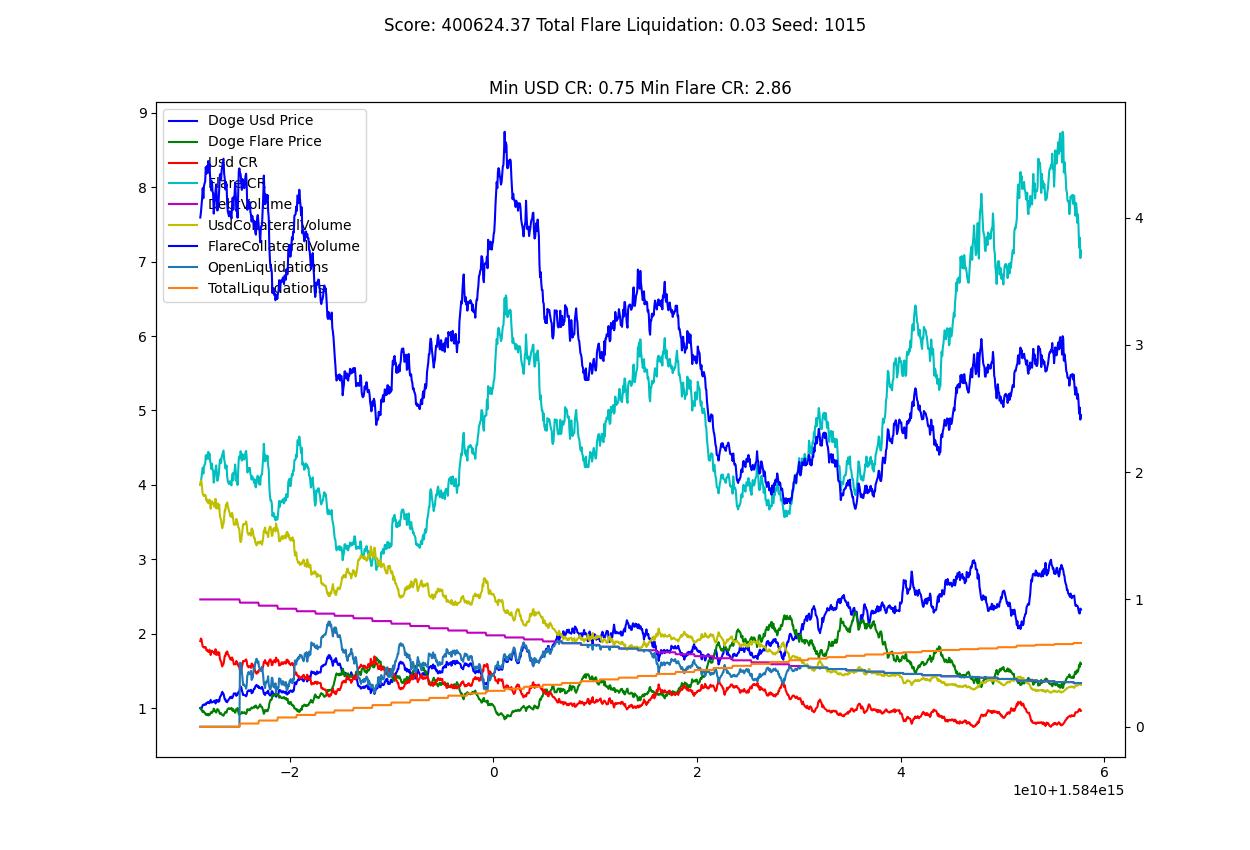 Score: 400624.37 Total Flare Liquidation: 0.03 Seed: 1015
Min USD CR: 0.75 Min Flare CR: 2.86
Doge Usd Price
Doge Flare Price
Usd CR
Flare CR
DebtVolume
UsdCollateralVolume
FlareCollateralVolume
OpenLiquidations
TotalLiquidations
9
8
7
6
5
4
3
2
1
4
3
2
1
0
−2
0
2
4
6
1e10+1.584e15